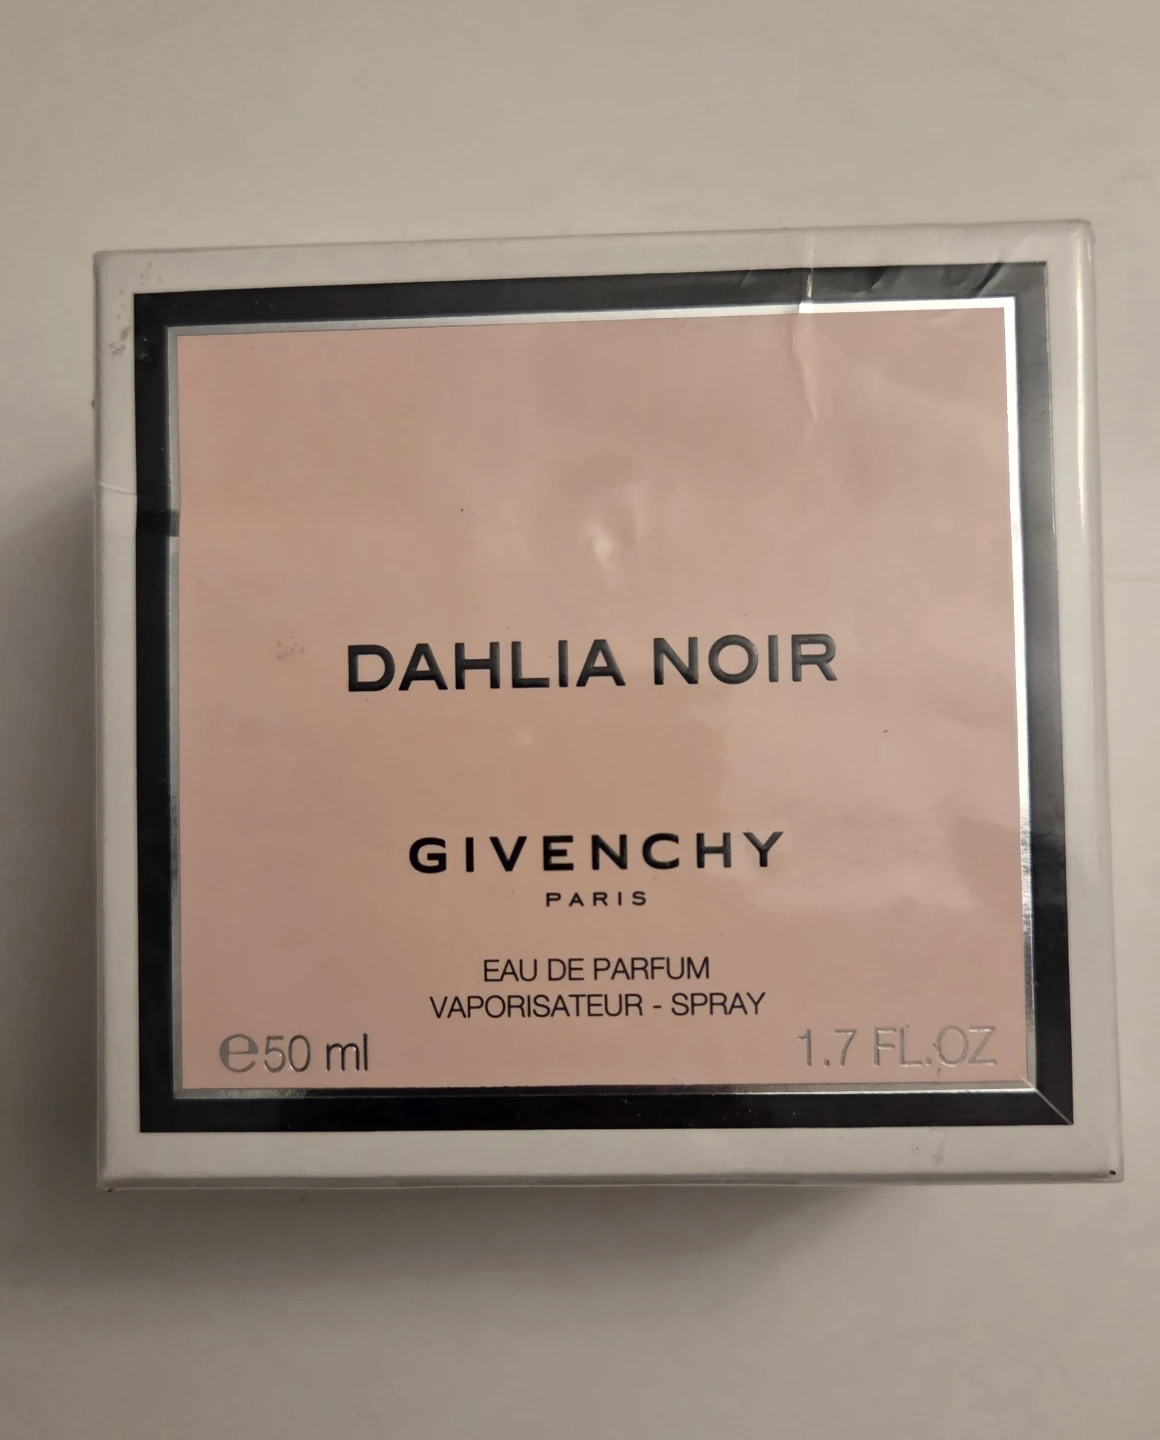 DAHLIA NOIR
GIVENCHY
PARIS
EAU DE PARFUM
VAPORISATEUR - SPRAY
℮50 ml 1.7 FL.OZ